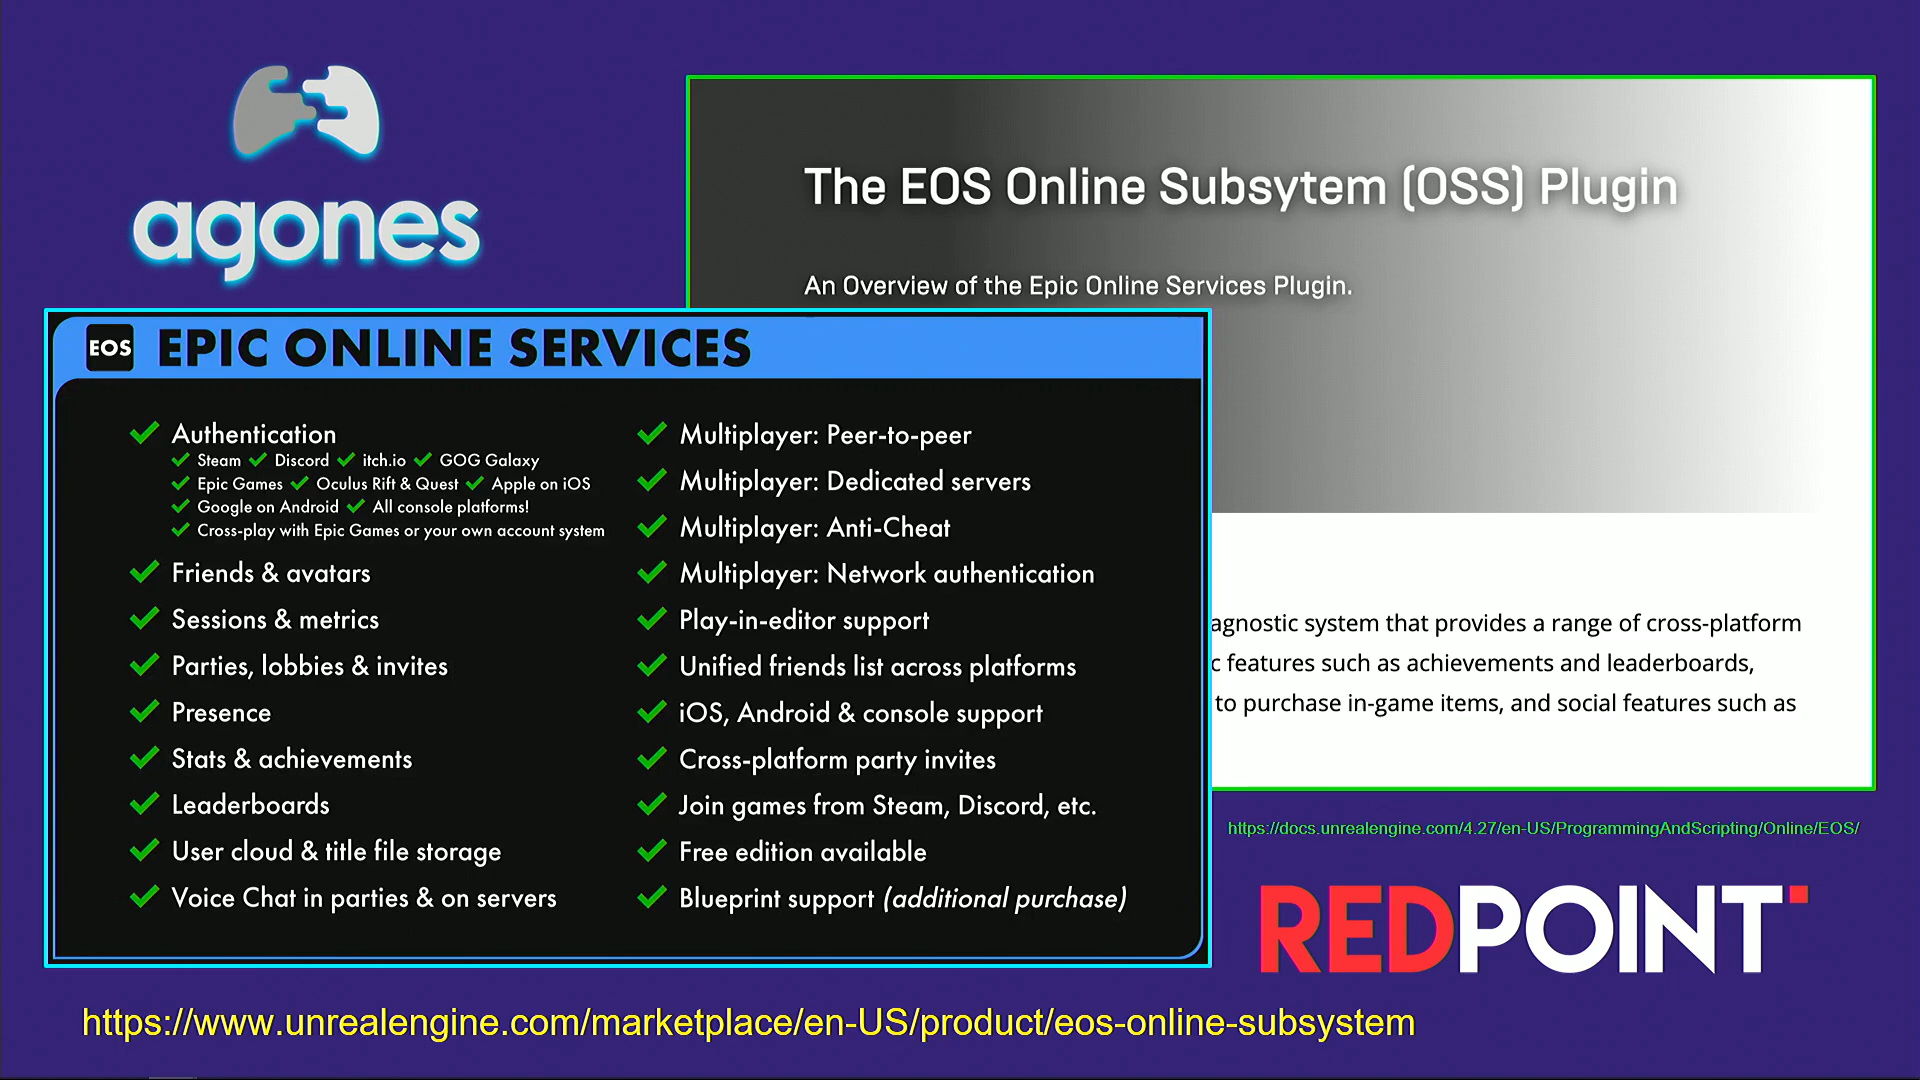 agones
The EOS Online Subsytem (OSS) Plugin
An Overview of the Epic Online Services Plugin.
agnostic system that provides a range of cross-platform
c features such as achievements and leaderboards,
to purchase in-game items, and social features such as
EOS EPIC ONLINE SERVICES
Authentication
Steam Discord itch.io GOG Galaxy
Epic Games Oculus Rift & Quest Apple on iOS
Google on Android All console platforms!
Cross-play with Epic Games or your own account system
Friends & avatars
Sessions & metrics
Parties, lobbies & invites
Presence
Stats & achievements
Leaderboards
User cloud & title file storage
Voice Chat in parties & on servers
Multiplayer: Peer-to-peer
Multiplayer: Dedicated servers
Multiplayer: Anti-Cheat
Multiplayer: Network authentication
Play-in-editor support
Unified friends list across platforms
iOS, Android & console support
Cross-platform party invites
Join games from Steam, Discord, etc.
Free edition available
Blueprint support (additional purchase)
https://docs.unrealengine.com/4.27/en-US/ProgrammingAndScripting/Online/EOS/
REDPOINT
https://www.unrealengine.com/marketplace/en-US/product/eos-online-subsystem